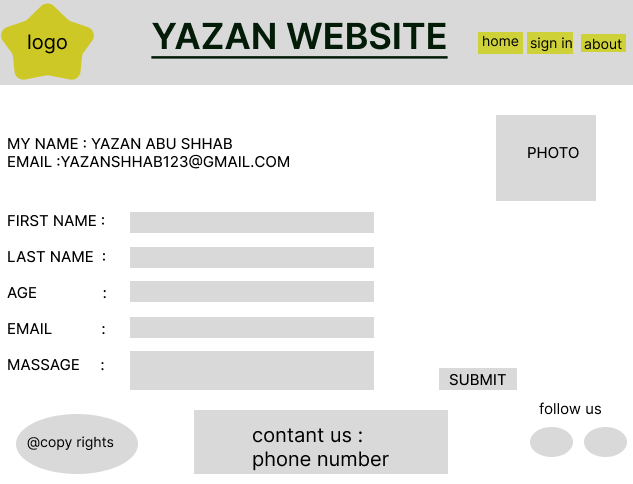 logo
YAZAN WEBSITE
home
sign in
about
MY NAME : YAZAN ABU SHHAB
EMAIL :YAZANSHHAB123@GMAIL.COM
PHOTO
FIRST NAME :
LAST NAME :
AGE :
EMAIL :
MASSAGE :
SUBMIT
follow us
@copy rights
contant us :
phone number